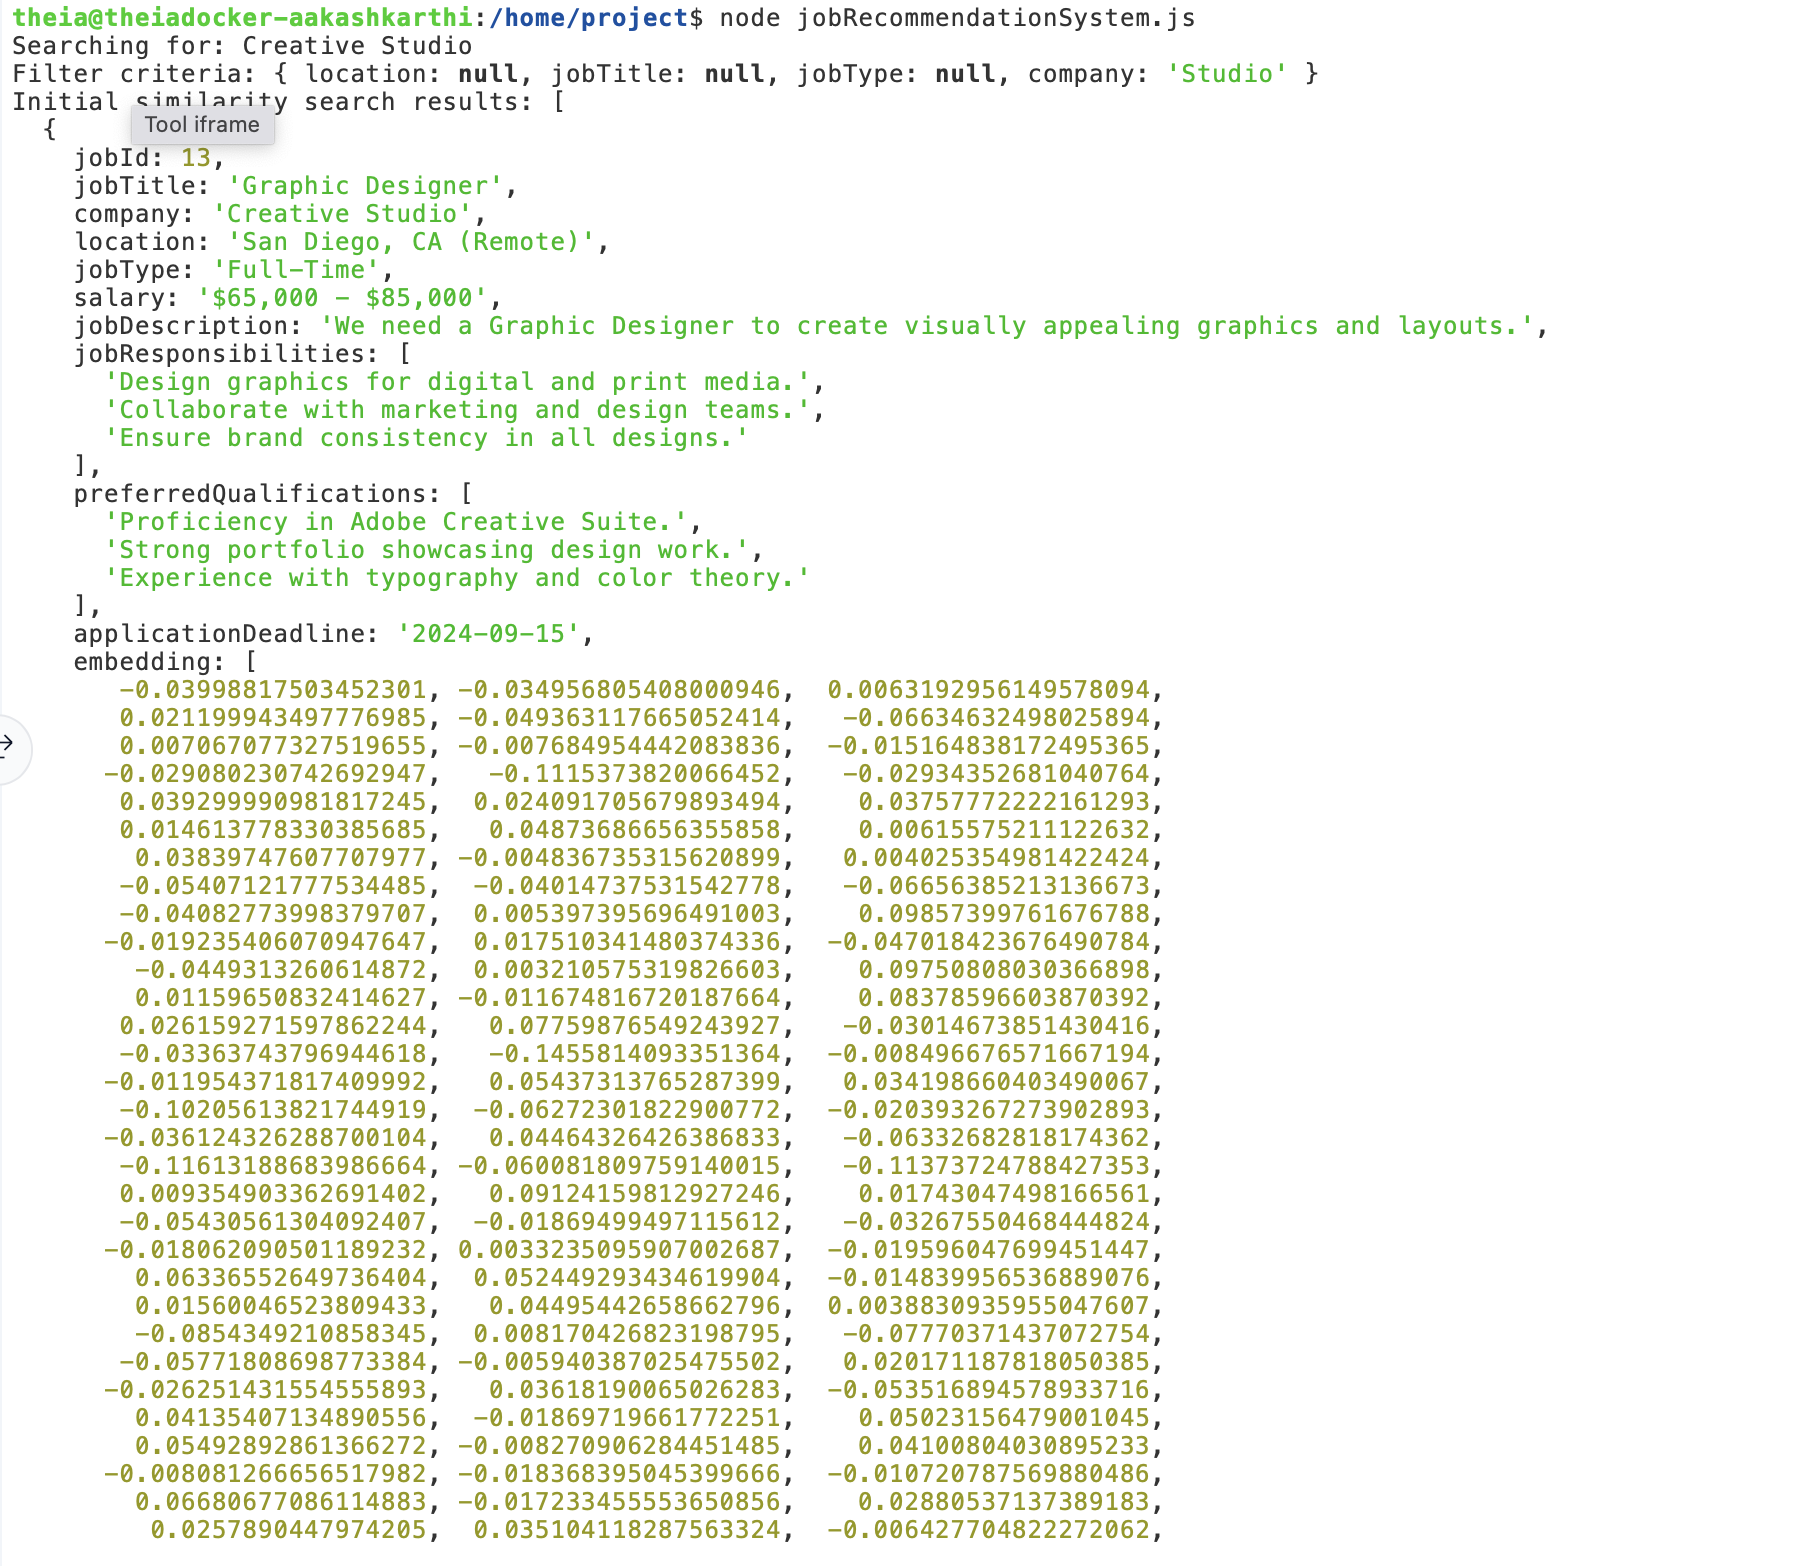 theia@theiadocker-aakashkarthi:/home/project$ node jobRecommendationSystem.js
Searching for: Creative Studio
Filter criteria: { location: null, jobTitle: null, jobType: null, company: 'Studio' }
Initial similarity search results: [
{
Tool iframe
jobId: 13,
jobTitle: 'Graphic Designer',
company: 'Creative Studio',
location: 'San Diego, CA (Remote)',
jobType: 'Full-Time',
salary: '$65,000 - $85,000',
jobDescription: 'We need a Graphic Designer to create visually appealing graphics and layouts.',
jobResponsibilities: [
'Design graphics for digital and print media.',
'Collaborate with marketing and design teams.',
'Ensure brand consistency in all designs.'
],
preferredQualifications: [
'Proficiency in Adobe Creative Suite.',
'Strong portfolio showcasing design work.',
'Experience with typography and color theory.'
],
applicationDeadline: '2024-09-15',
embedding: [
-0.03998817503452301, -0.034956805408000946, 0.0063192956149578094,
0.021199943497776985, -0.049363117665052414, -0.06634632498025894,
0.007067077327519655, -0.007684954442083836, -0.015164838172495365,
-0.029080230742692947, -0.1115373820066452, -0.02934352681040764,
0.039299990981817245, 0.024091705679893494, 0.03757772222161293,
0.014613778330385685, 0.04873686656355858, 0.00615575211122632,
0.03839747607707977, -0.004836735315620899, 0.004025354981422424,
-0.05407121777534485, -0.04014737531542778, -0.06656385213136673,
-0.04082773998379707, 0.005397395696491003, 0.09857399761676788,
-0.019235406070947647, 0.017510341480374336, -0.047018423676490784,
-0.0449313260614872, 0.003210575319826603, 0.09750808030366898,
0.01159650832414627, -0.011674816720187664, 0.08378596603870392,
0.026159271597862244, 0.07759876549243927, -0.03014673851430416,
-0.03363743796944618, -0.1455814093351364, -0.008496676571667194,
-0.011954371817409992, 0.05437313765287399, 0.034198660403490067,
-0.10205613821744919, -0.06272301822900772, -0.020393267273902893,
-0.036124326288700104, 0.04464326426386833, -0.06332682818174362,
-0.11613188683986664, -0.060081809759140015, -0.11373724788427353,
0.009354903362691402, 0.09124159812927246, 0.01743047498166561,
-0.05430561304092407, -0.01869499497115612, -0.03267550468444824,
-0.018062090501189232, 0.0033235095907002687, -0.019596047699451447,
0.06336552649736404, 0.052449293434619904, -0.014839956536889076,
0.01560046523809433, 0.04495442658662796, 0.0038830935955047607,
-0.0854349210858345, 0.008170426823198795, -0.07770371437072754,
-0.05771808698773384, -0.005940387025475502, 0.020171187818050385,
-0.026251431554555893, 0.03618190065026283, -0.053516894578933716,
0.04135407134890556, -0.01869719661772251, 0.05023156479001045,
0.05492892861366272, -0.008270906284451485, 0.04100804030895233,
-0.008081266656517982, -0.018368395045399666, -0.010720787569880486,
0.06680677086114883, -0.017233455553650856, 0.02880537137389183,
0.0257890447974205, 0.035104118287563324, -0.006427704822272062,